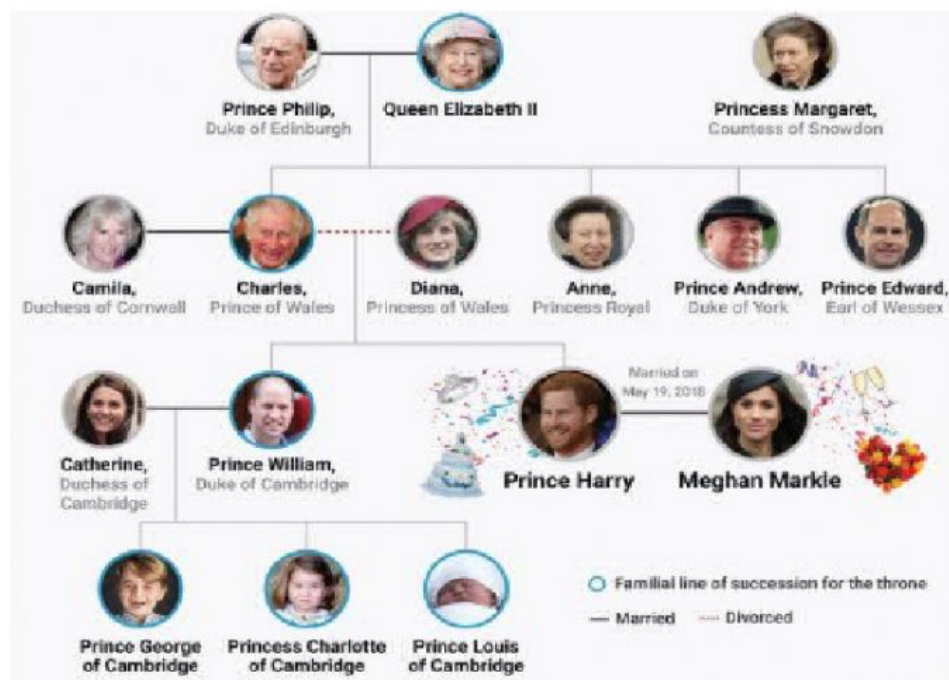 Prince Philip,
Duke of Edinburgh
Queen Elizabeth II
Princess Margaret,
Countess of Snowdon
Camila,
Duchess of Cornwall
Charles,
Prince of Wales
Diana,
Princess of Wales
Anne,
Princess Royal
Prince Andrew,
Duke of York
Prince Edward,
Earl of Wessex
Married on
May 19, 2018
Catherine,
Duchess of
Cambridge
Prince William,
Duke of Cambridge
Prince Harry
Meghan Markle
Familial line of succession for the throne
Married
Divorced
Prince George
of Cambridge
Princess Charlotte
of Cambridge
Prince Louis
of Cambridge